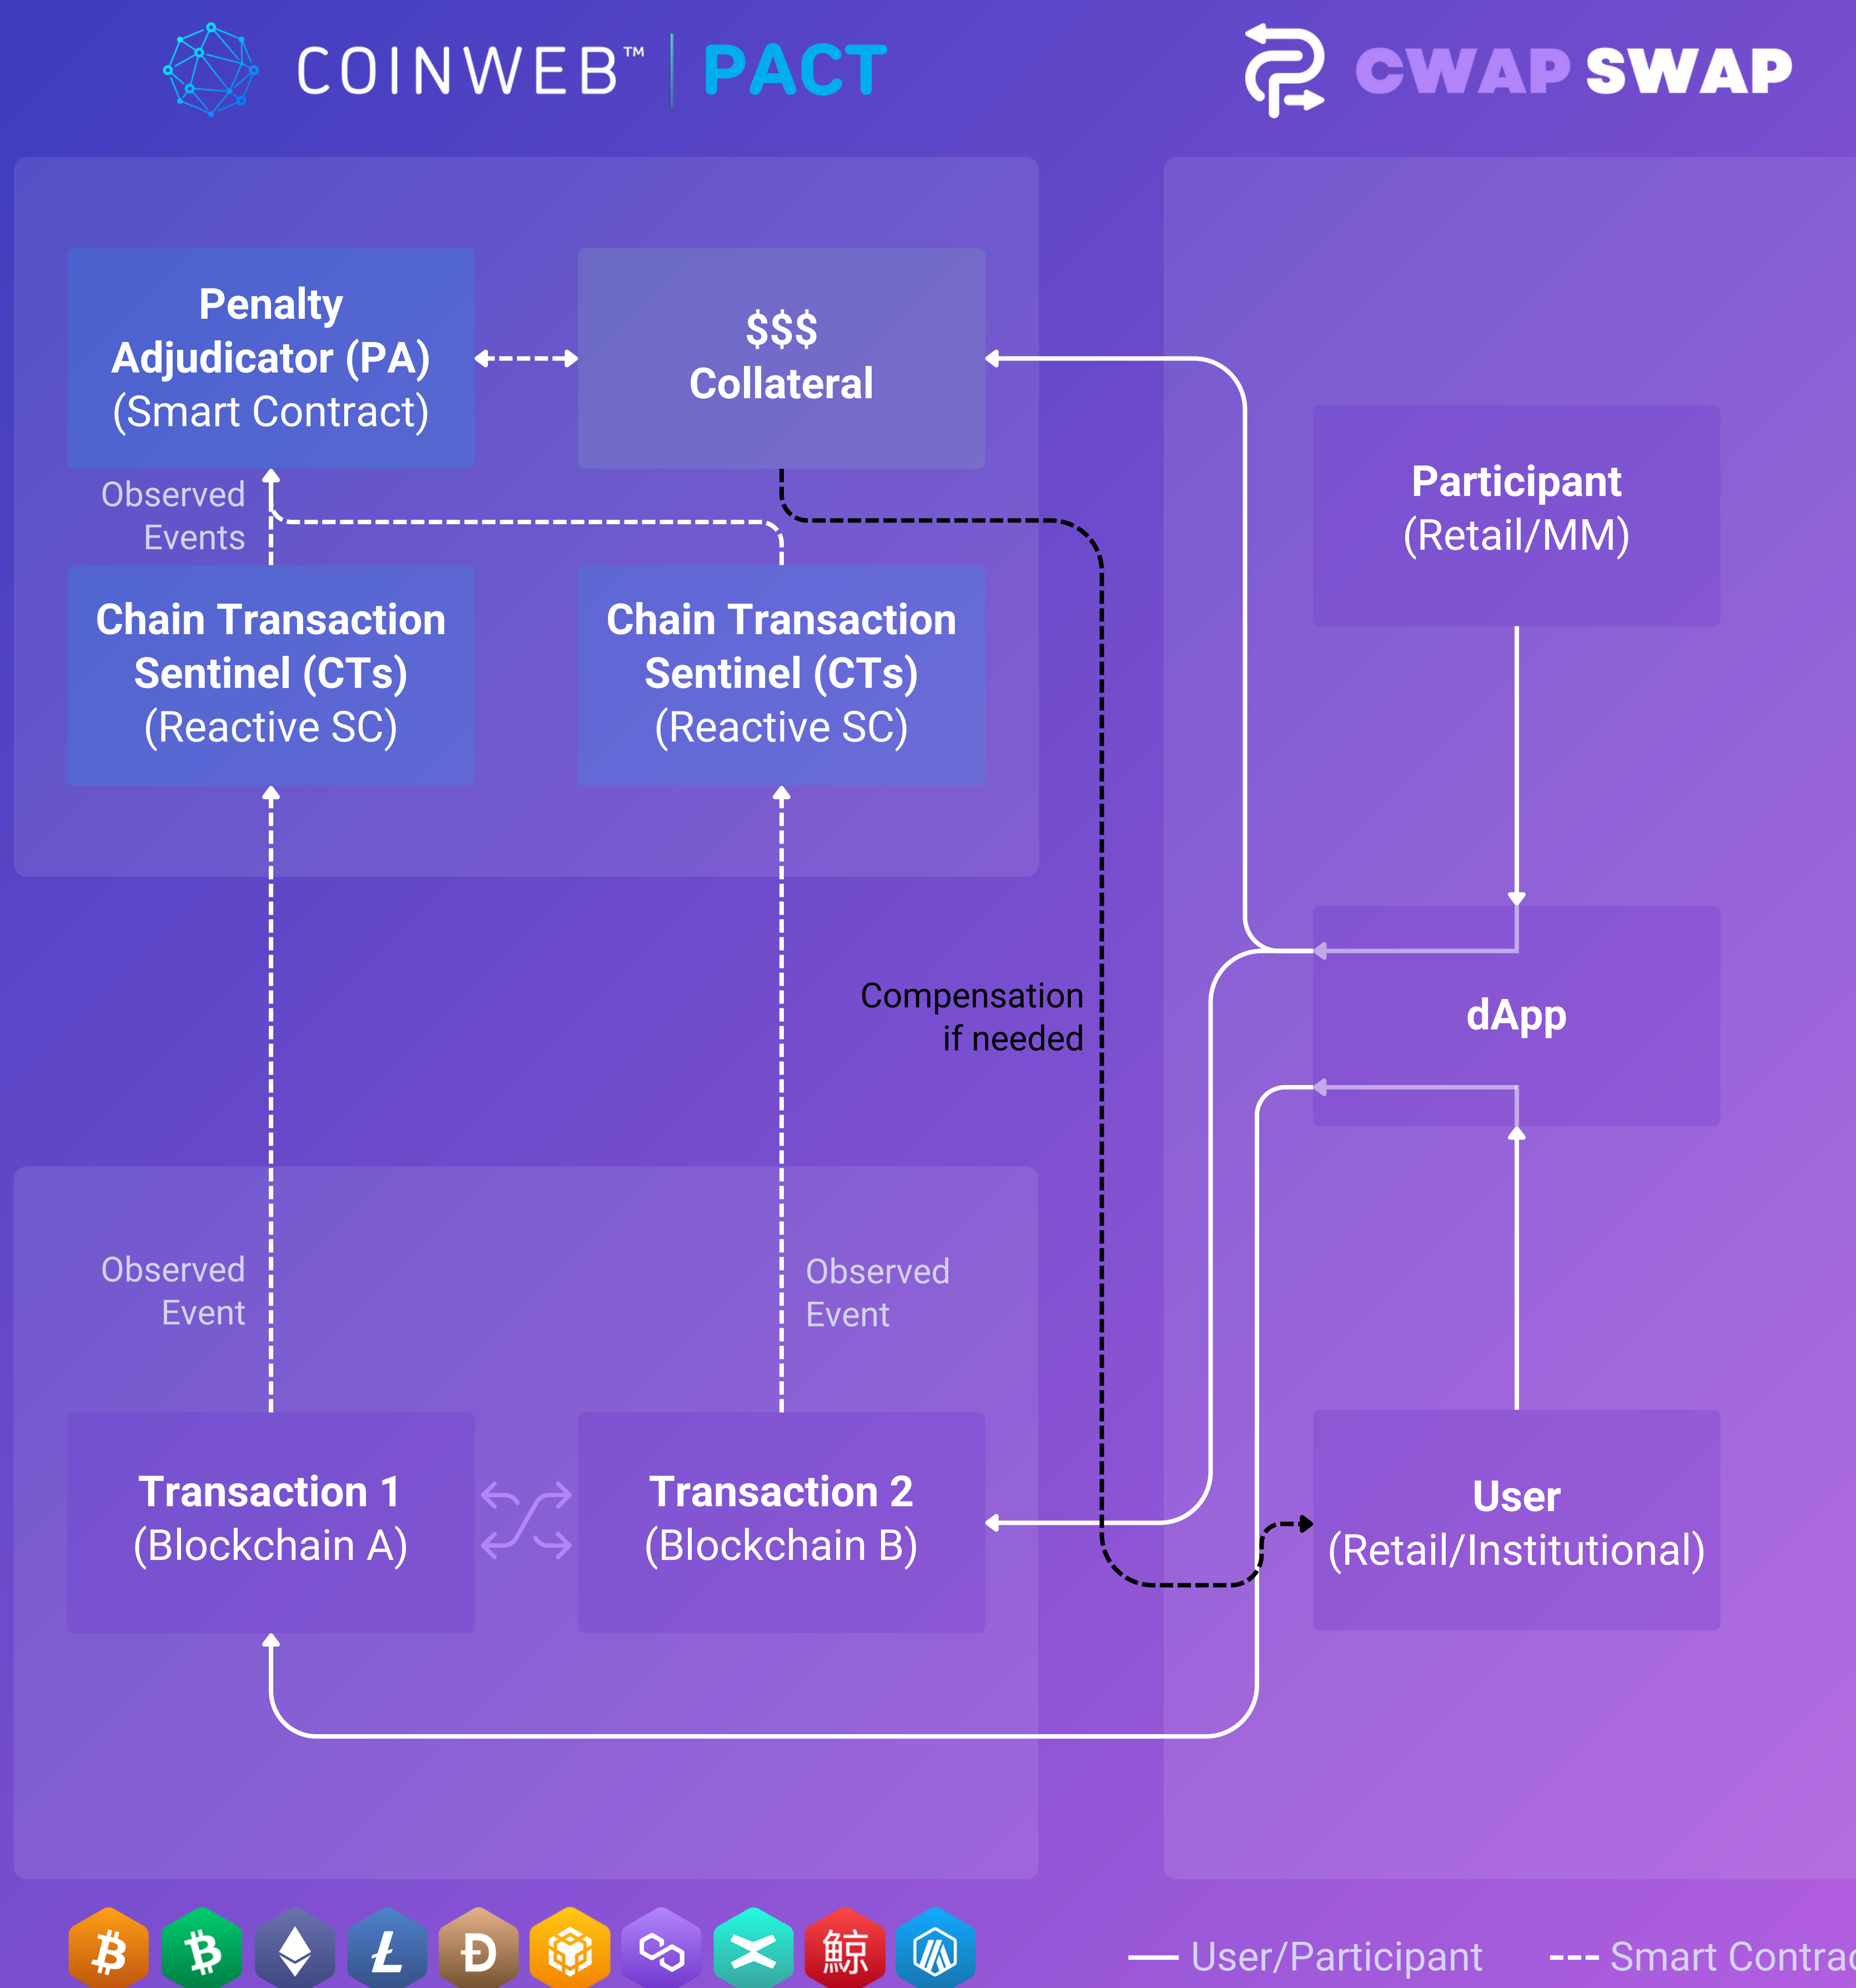 COINWEB™ | PACT
CWAP SWAP
Penalty
Adjudicator (PA)
(Smart Contract)
$$$
Collateral
Participant
(Retail/MM)
Observed
Events
Chain Transaction
Sentinel (CTs)
(Reactive SC)
Chain Transaction
Sentinel (CTs)
(Reactive SC)
Compensation
if needed
dApp
Observed
Event
Observed
Event
Transaction 1
(Blockchain A)
Transaction 2
(Blockchain B)
User
(Retail/Institutional)
鯨
User/Participant
Smart Contrac